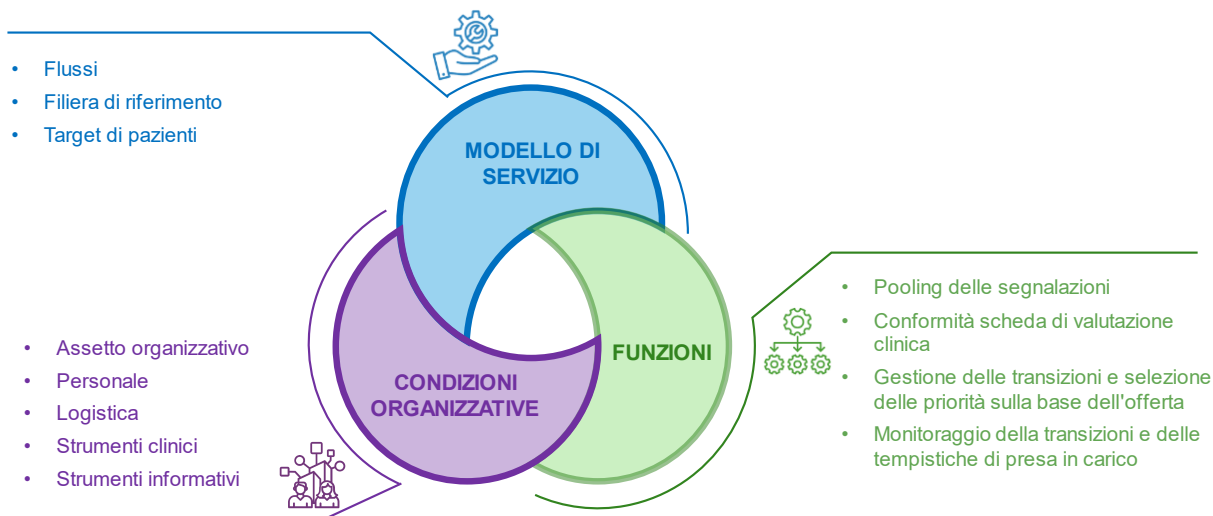 • Flussi
• Filiera di riferimento
• Target di pazienti
MODELLO DI
SERVIZIO
• Assetto organizzativo
• Personale
• Logistica
• Strumenti clinici
• Strumenti informativi
CONDIZIONI
ORGANIZZATIVE
FUNZIONI
• Pooling delle segnalazioni
• Conformità scheda di valutazione
clinica
• Gestione delle transizioni e selezione
delle priorità sulla base dell'offerta
• Monitoraggio della transizioni e delle
tempistiche di presa in carico